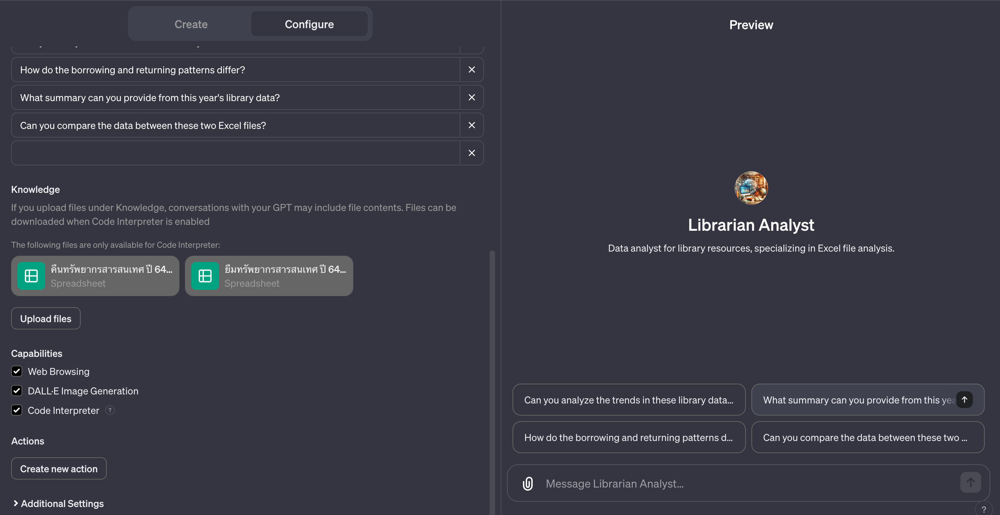 Create
Configure
How do the borrowing and returning patterns differ?
What summary can you provide from this year's library data?
Can you compare the data between these two Excel files?
Knowledge
If you upload files under Knowledge, conversations with your GPT may include file contents. Files can be
downloaded when Code Interpreter is enabled
The following files are only available for Code Interpreter:
คืนทรัพยากรสารสนเทศ ปี 64...
Spreadsheet
ยืมทรัพยากรสารสนเทศ ปี 64...
Spreadsheet
Upload files
Capabilities
Web Browsing
DALL·E Image Generation
Code Interpreter ?
Actions
Create new action
Additional Settings
Preview
Librarian Analyst
Data analyst for library resources, specializing in Excel file analysis.
Can you analyze the trends in these library data...
What summary can you provide from this yea
How do the borrowing and returning patterns d...
Can you compare the data between these two ...
Message Librarian Analyst...
?